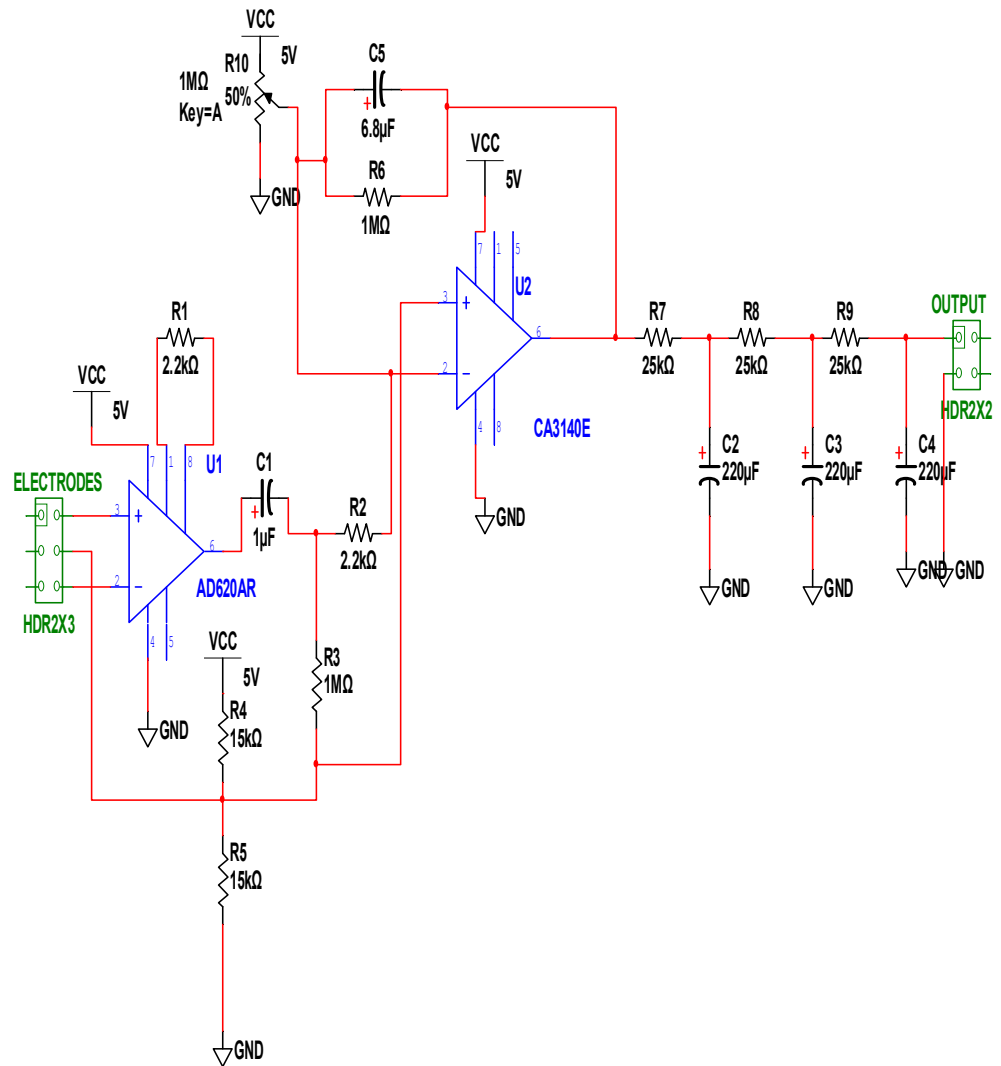 VCC
5V
R10
1MΩ
50%
Key=A
GND
C5
+
6.8µF
R6
1MΩ
VCC
5V
7
1
5
U2
3
+
6
2
−
4
8
CA3140E
GND
R7
25kΩ
R8
25kΩ
R9
25kΩ
OUTPUT
HDR2X2
+
C2
220µF
GND
+
C3
220µF
GND
+
C4
220µF
GND
GND
R1
2.2kΩ
VCC
5V
7
1
8
U1
ELECTRODES
3
+
6
2
−
4
5
AD620AR
HDR2X3
GND
C1
+
1µF
R2
2.2kΩ
VCC
5V
R3
1MΩ
R4
15kΩ
R5
15kΩ
GND